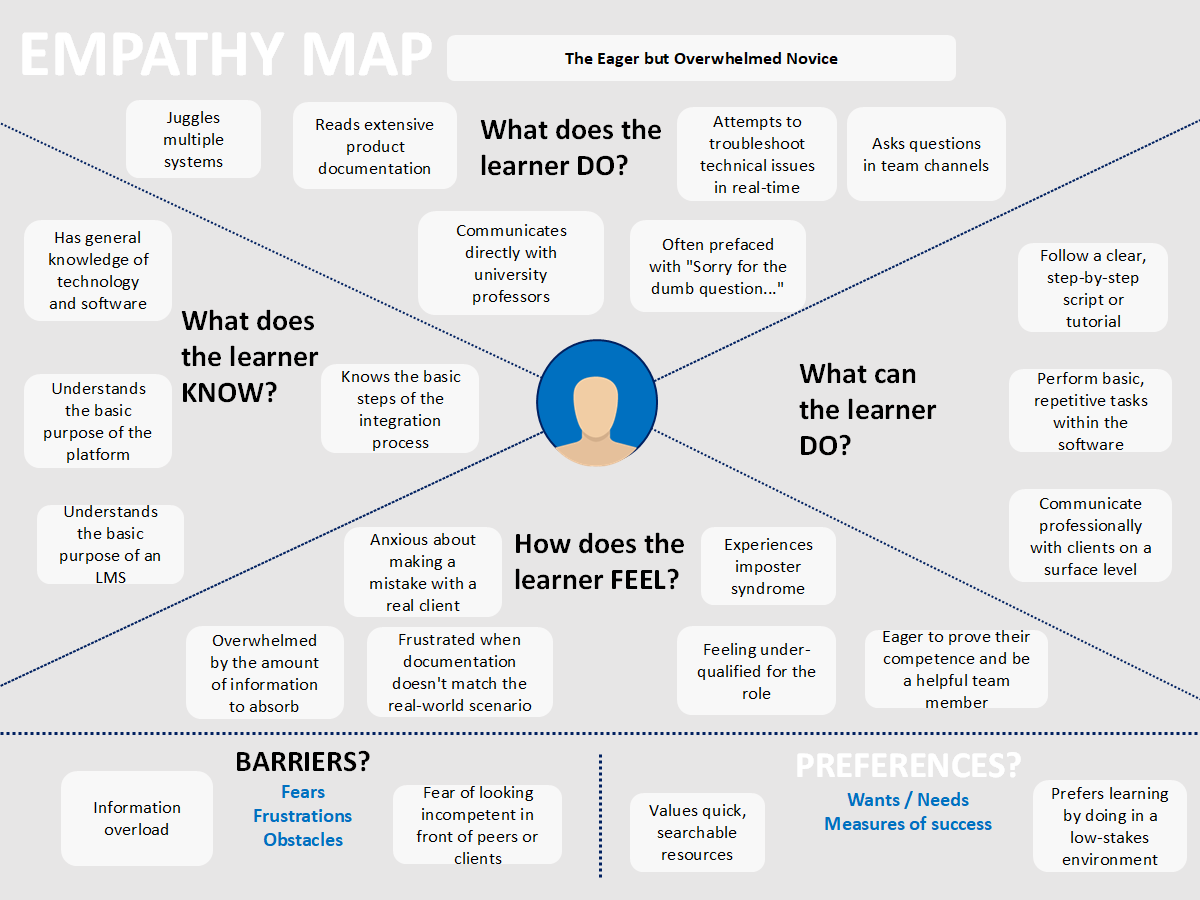 EMPATHY MAP
The Eager but Overwhelmed Novice
Juggles
multiple
systems
Reads extensive
product
documentation
What does the
learner DO?
Attempts to
troubleshoot
technical issues
in real-time
Asks questions
in team channels
Communicates
directly with
university
professors
Often prefaced
with "Sorry for the
dumb question..."
Has general
knowledge of
technology
and software
What does
the learner
KNOW?
Understands
the basic
purpose of the
platform
Knows the basic
steps of the
integration
process
Understands
the basic
purpose of an
LMS
Follow a clear,
step-by-step
script or
tutorial
What can
the learner
DO?
Perform basic,
repetitive tasks
within the
software
Communicate
professionally
with clients on a
surface level
Anxious about
making a
mistake with a
real client
How does the
learner FEEL?
Experiences
imposter
syndrome
Overwhelmed
by the amount
of information
to absorb
Frustrated when
documentation
doesn't match the
real-world scenario
Feeling under-
qualified for the
role
Eager to prove their
competence and be
a helpful team
member
BARRIERS?
Fears
Frustrations
Obstacles
Information
overload
Fear of looking
incompetent in
front of peers or
clients
PREFERENCES?
Wants / Needs
Measures of success
Values quick,
searchable
resources
Prefers learning
by doing in a
low-stakes
environment